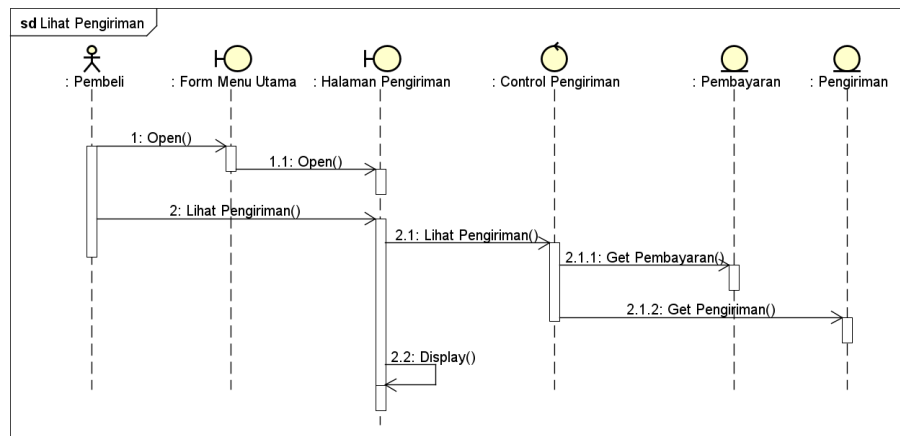 sd Lihat Pengiriman
: Pembeli
: Form Menu Utama
: Halaman Pengiriman
: Control Pengiriman
: Pembayaran
: Pengiriman
1: Open()
1.1: Open()
2: Lihat Pengiriman()
2.1: Lihat Pengiriman()
2.1.1: Get Pembayaran()
2.1.2: Get Pengiriman()
2.2: Display()